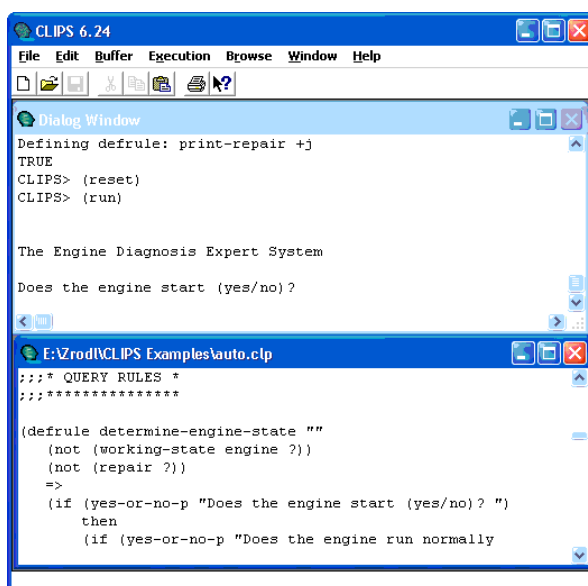 CLIPS 6.24
File Edit Buffer Execution Browse Window Help
Dialog Window
Defining defrule: print-repair +j
TRUE
CLIPS> (reset)
CLIPS> (run)
The Engine Diagnosis Expert System
Does the engine start (yes/no)?
E:\Zrodl\CLIPS Examples\auto.clp
;;;* QUERY RULES *
;;;***************
(defrule determine-engine-state ""
(not (working-state engine ?))
(not (repair ?))
=>
(if (yes-or-no-p "Does the engine start (yes/no)? ")
then
(if (yes-or-no-p "Does the engine run normally